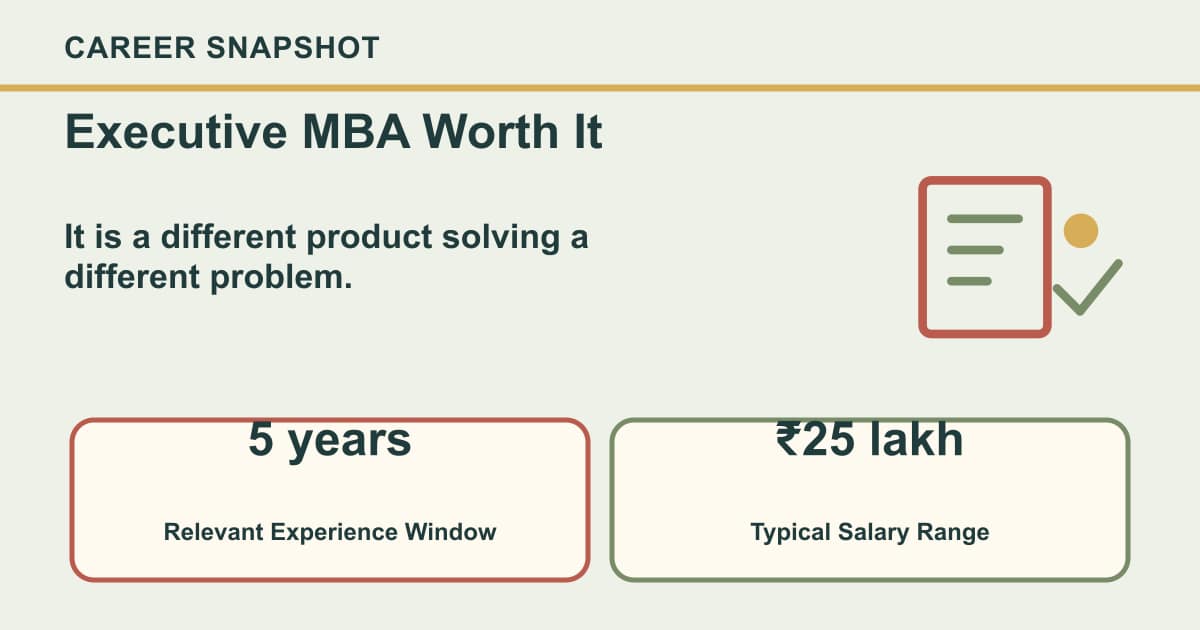 CAREER SNAPSHOT
Executive MBA Worth It
It is a different product solving a
different problem.
5 years
₹25 lakh
Relevant Experience Window
Typical Salary Range